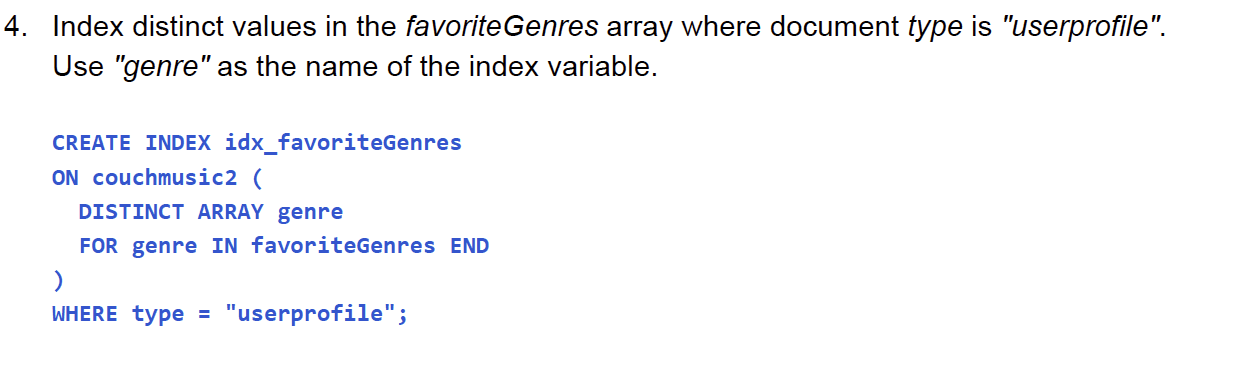 4. Index distinct values in the favoriteGenres array where document type is "userprofile".
Use "genre" as the name of the index variable.
CREATE INDEX idx_favoriteGenres
ON couchmusic2 (
DISTINCT ARRAY genre
FOR genre IN favoriteGenres END
)
WHERE type = "userprofile";